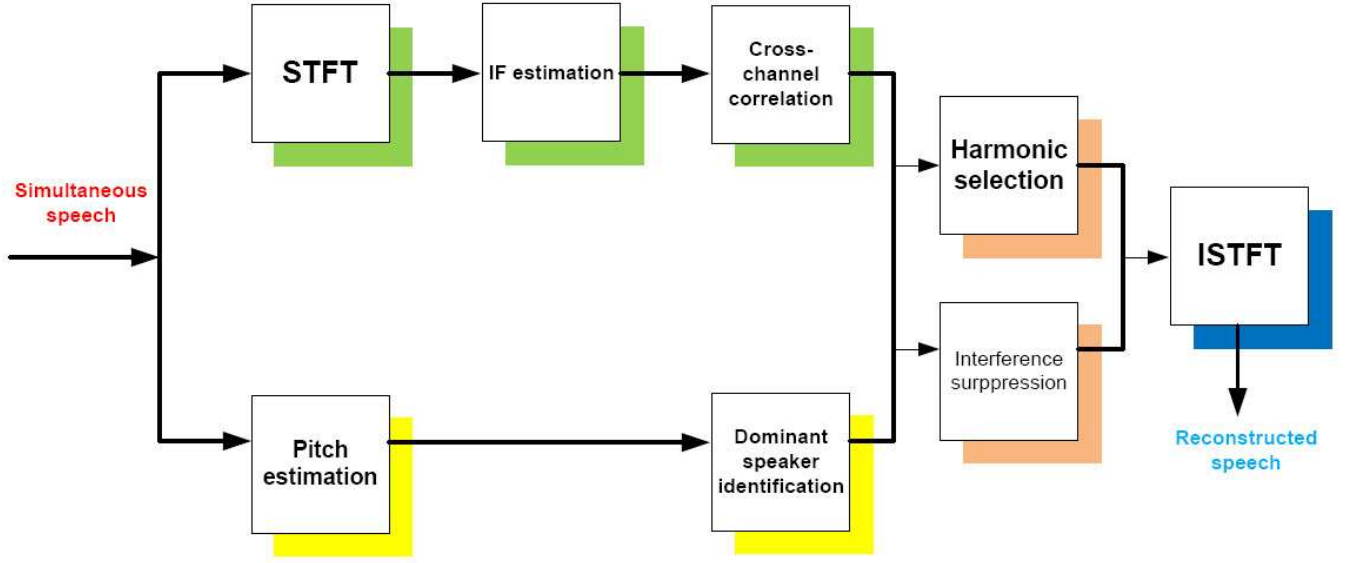 Simultaneous
speech
STFT
IF estimation
Cross-
channel
correlation
Harmonic
selection
ISTFT
Interference
surppression
Pitch
estimation
Dominant
speaker
identification
Reconstructed
speech